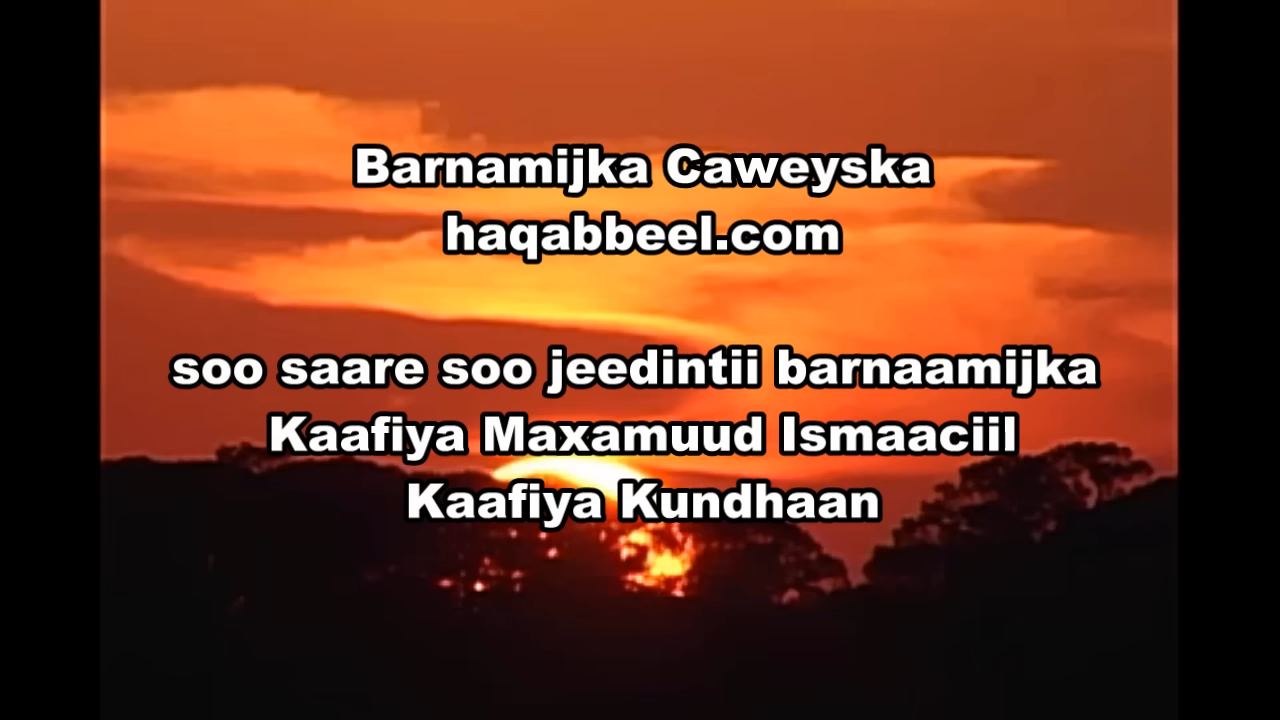 Barnamijka Caweyska
haqabbeel.com
soo saare soo jeedintii barnaamijka
Kaafiya Maxamuud Ismaaciil
Kaafiya Kundhaan